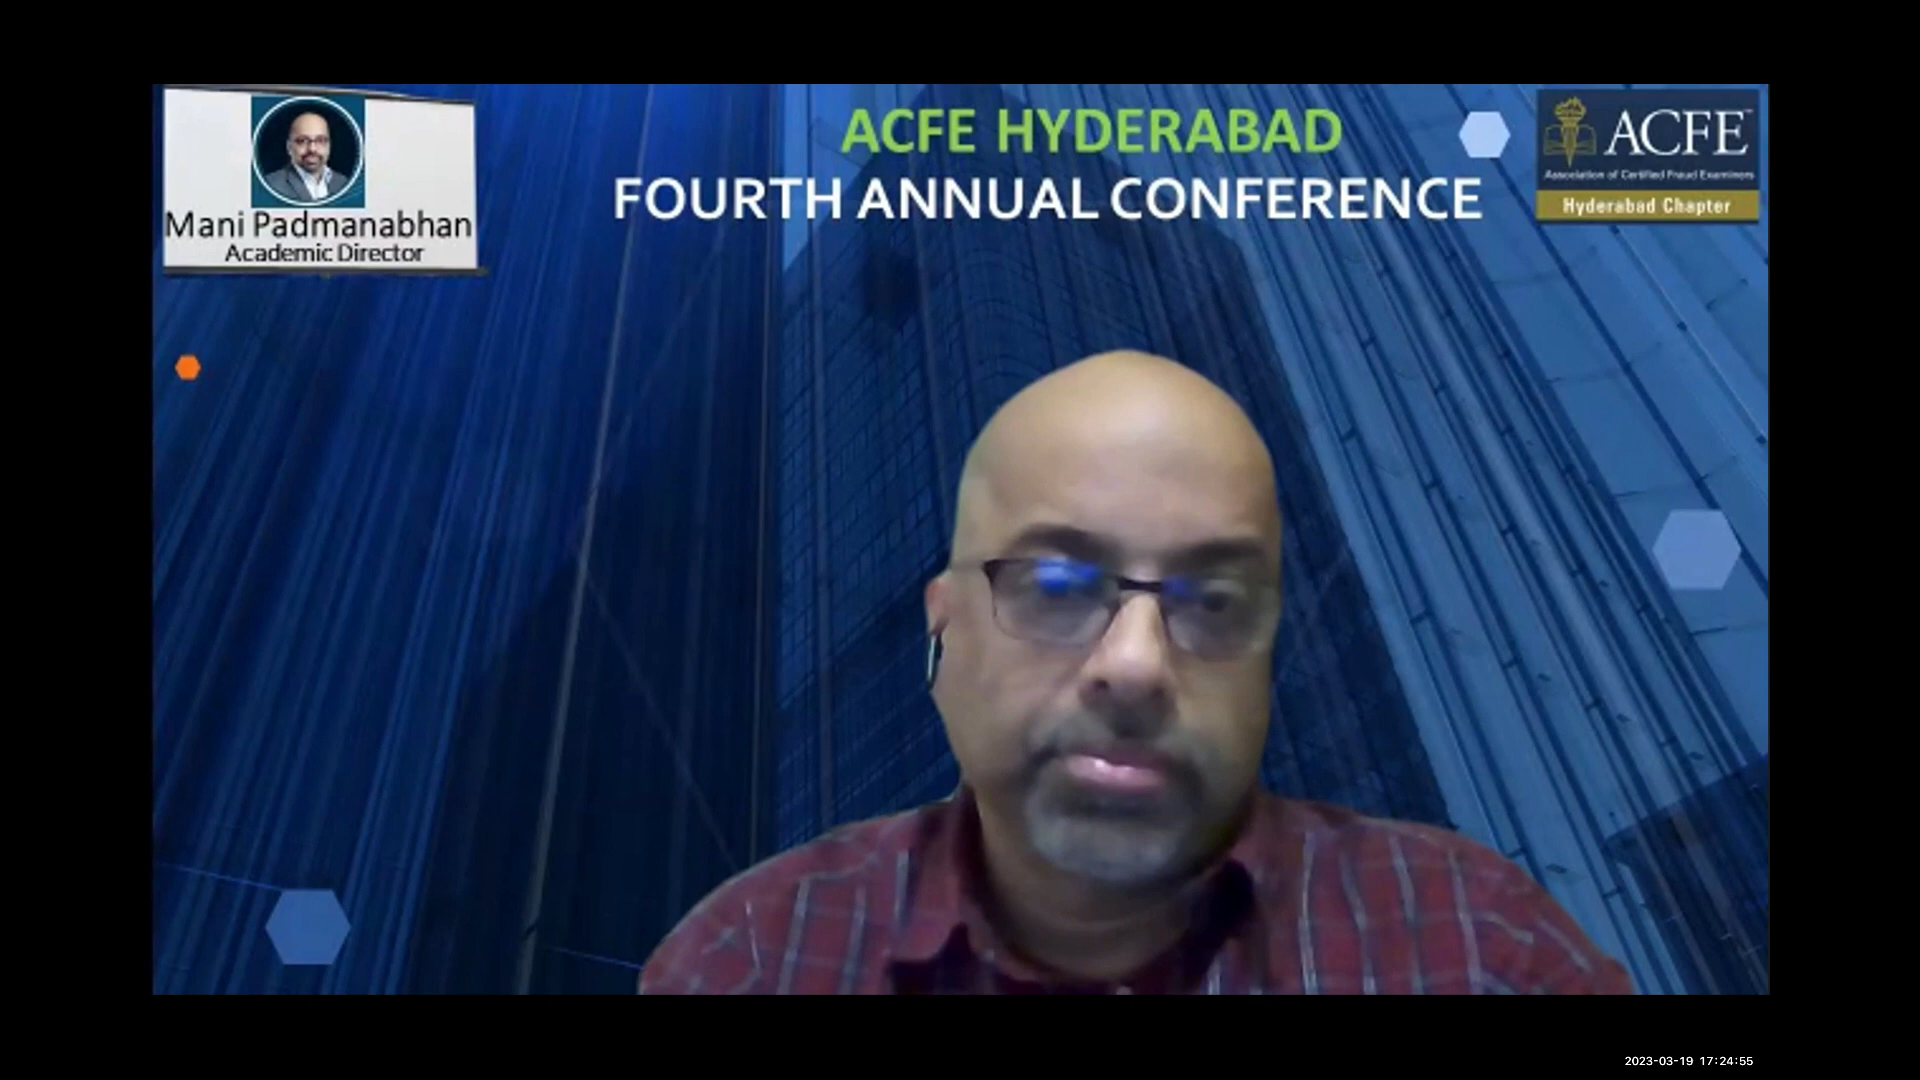 Mani Padmanabhan
Academic Director
ACFE HYDERABAD
FOURTH ANNUAL CONFERENCE
ACFE
Association of Certified Fraud Examiners
Hyderabad Chapter
2023-03-19 17:24:55